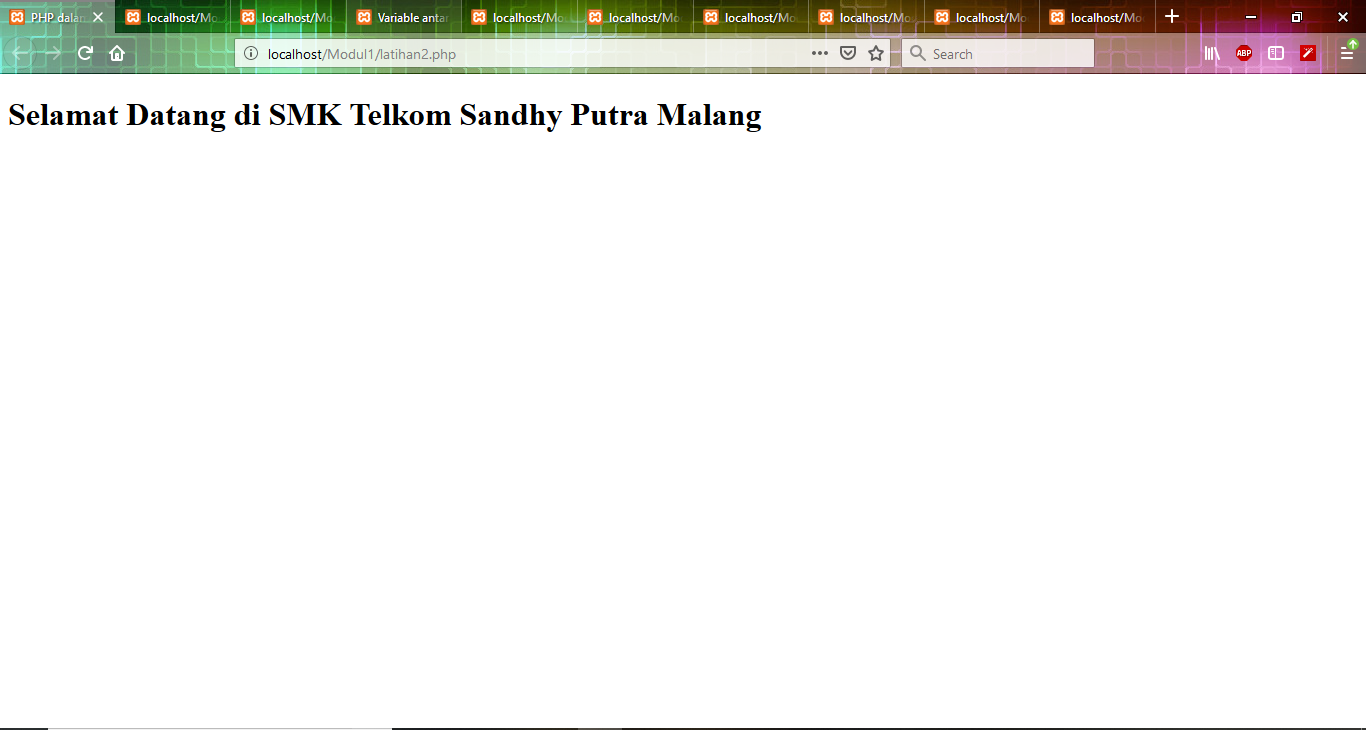 PHP dalan
localhost/Mo
localhost/Mo
Variable antar
localhost/Mo
localhost/Mo
localhost/Mo
localhost/Mo
localhost/Mo
localhost/Mo
localhost/Modul1/latihan2.php
Search
ABP
Selamat Datang di SMK Telkom Sandhy Putra Malang